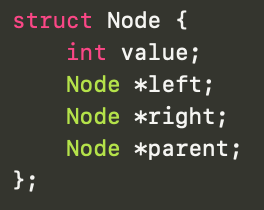 struct Node {
    int value;
    Node *left;
    Node *right;
    Node *parent;
};